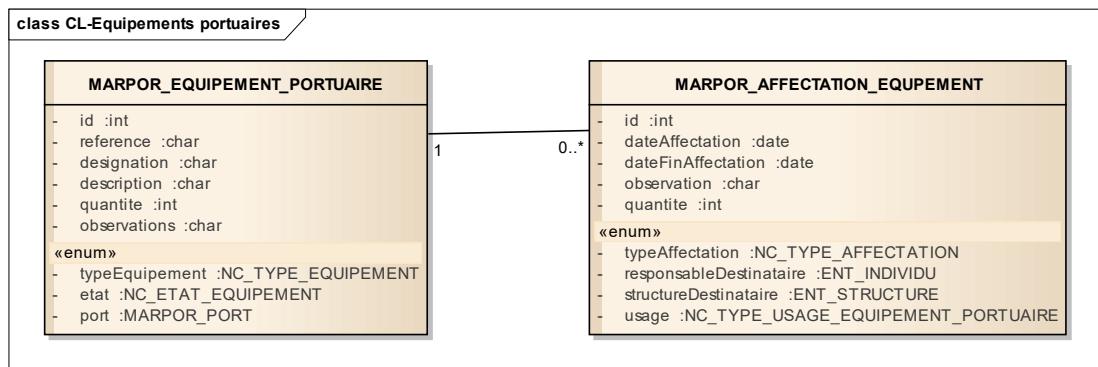 class CL-Equipements portuaires
MARPOR_EQUIPEMENT_PORTUAIRE
- id :int
- reference :char
- designation :char
- description :char
- quantite :int
- observations :char
«enum»
- typeEquipement :NC_TYPE_EQUIPEMENT
- etat :NC_ETAT_EQUIPEMENT
- port :MARPOR_PORT
1
0..*
MARPOR_AFFECTATION_EQUPEMENT
- id :int
- dateAffectation :date
- dateFinAffectation :date
- observation :char
- quantite :int
«enum»
- typeAffectation :NC_TYPE_AFFECTATION
- responsableDestinataire :ENT_INDIVIDU
- structureDestinataire :ENT_STRUCTURE
- usage :NC_TYPE_USAGE_EQUIPEMENT_PORTUAIRE